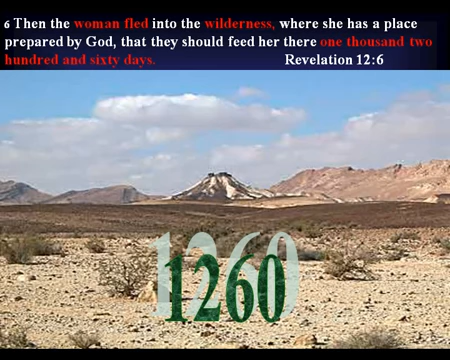 6 Then the woman fled into the wilderness, where she has a place
prepared by God, that they should feed her there one thousand two
hundred and sixty days. Revelation 12:6
1260
1260